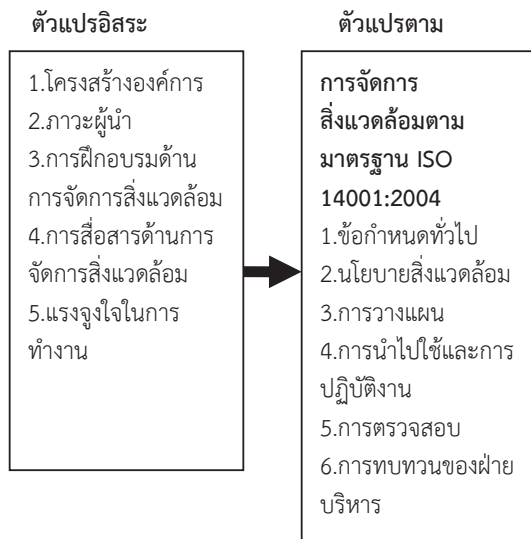 ตัวแปรอิสระ
1.โครงสร้างองค์การ
2.ภาวะผู้นำ
3.การฝึกอบรมด้าน
การจัดการสิ่งแวดล้อม
4.การสื่อสารด้านการ
จัดการสิ่งแวดล้อม
5.แรงจูงใจในการ
ทำงาน
ตัวแปรตาม
การจัดการ
สิ่งแวดล้อมตาม
มาตรฐาน ISO
14001:2004
1.ข้อกำหนดทั่วไป
2.นโยบายสิ่งแวดล้อม
3.การวางแผน
4.การนำไปใช้และการ
ปฏิบัติงาน
5.การตรวจสอบ
6.การทบทวนของฝ่าย
บริหาร